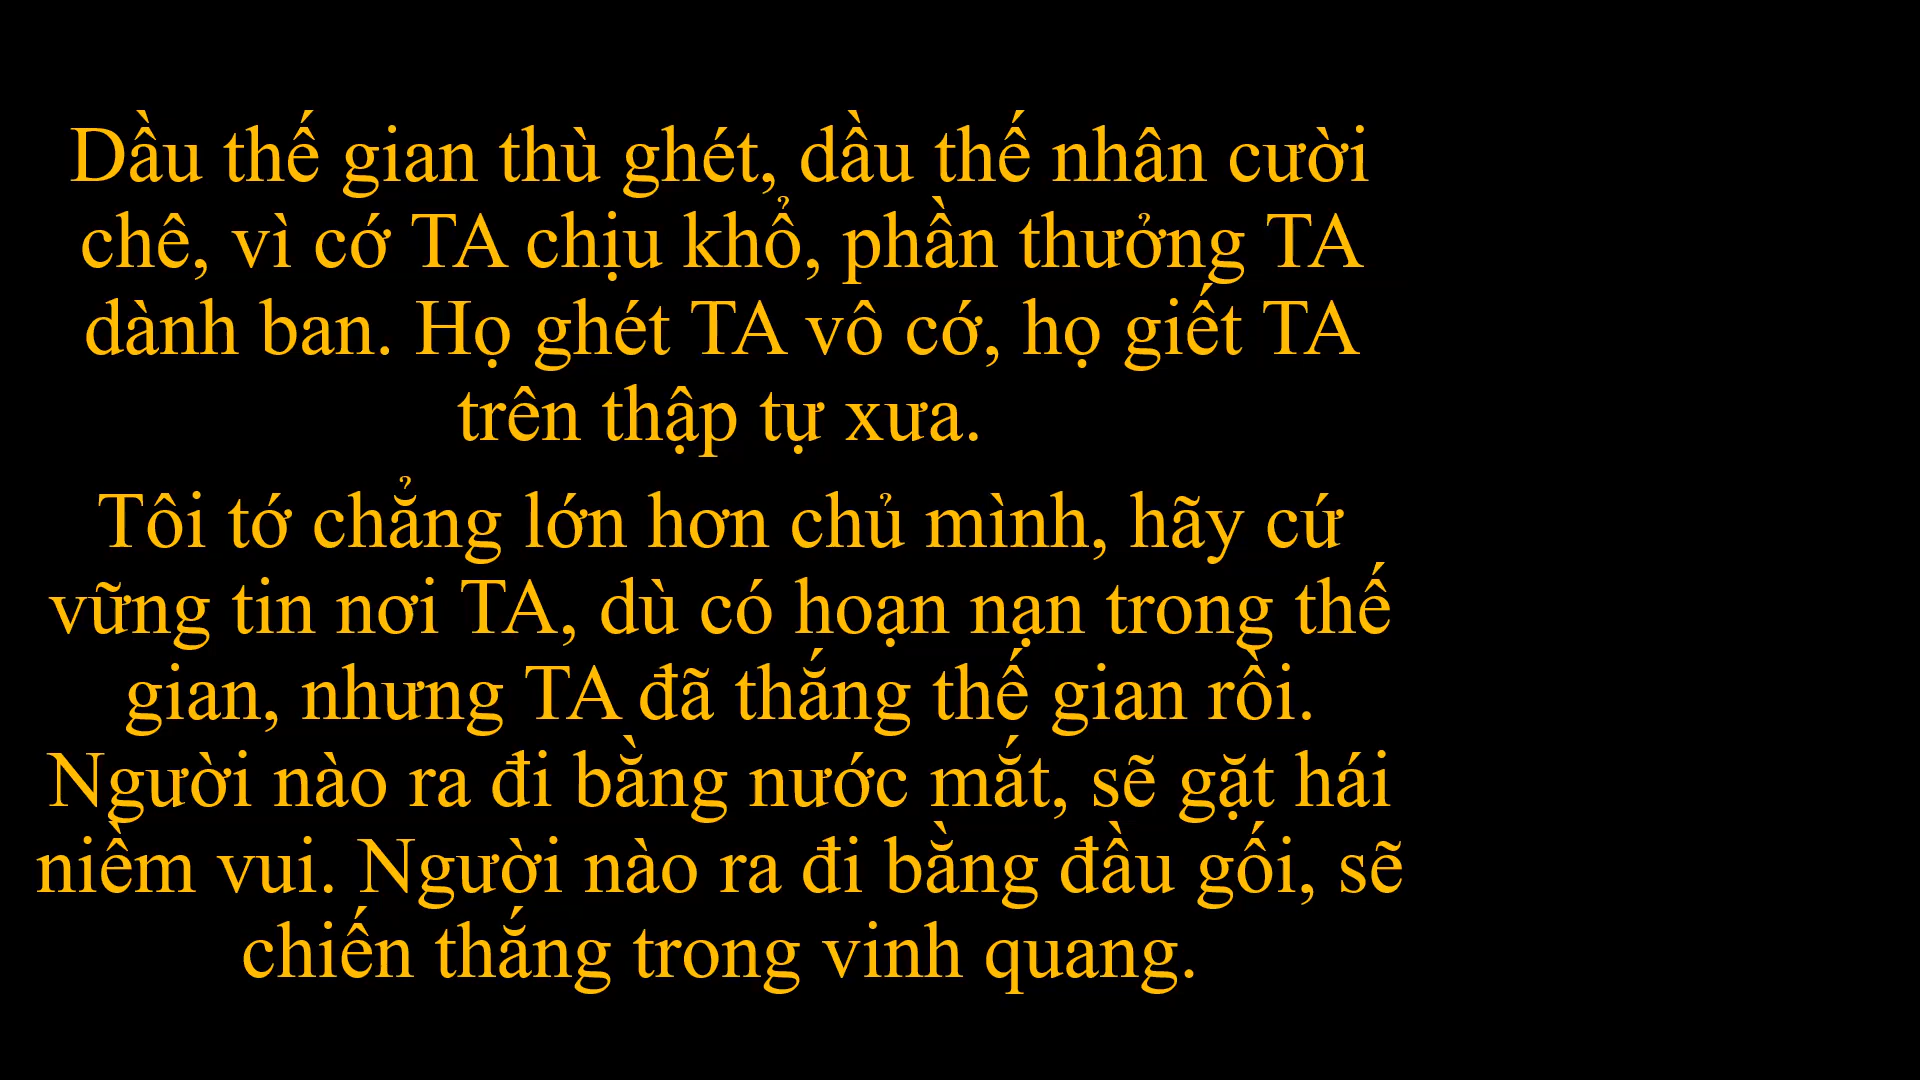 Dầu thế gian thù ghét, dầu thế nhân cười
chê, vì cớ TA chịu khổ, phần thưởng TA
dành ban. Họ ghét TA vô cớ, họ giết TA
trên thập tự xưa.
Tôi tớ chẳng lớn hơn chủ mình, hãy cứ
vững tin nơi TA, dù có hoạn nạn trong thế
gian, nhưng TA đã thắng thế gian rồi.
Người nào ra đi bằng nước mắt, sẽ gặt hái
niềm vui. Người nào ra đi bằng đầu gối, sẽ
chiến thắng trong vinh quang.